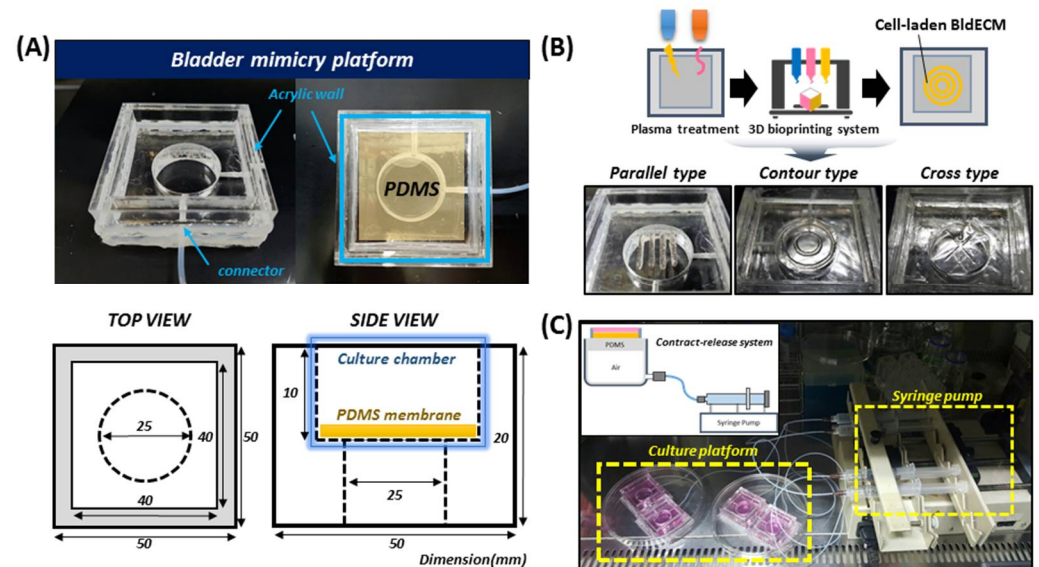 (A)
Bladder mimicry platform
Acrylic wall
PDMS
connector
TOP VIEW
25
40
50
40
50
SIDE VIEW
Culture chamber
10
PDMS membrane
20
25
50
Dimension(mm)
(B)
Cell-laden BldECM
Plasma treatment
3D bioprinting system
Parallel type
Contour type
Cross type
(C)
PDMS
Air
Contract-release system
Syringe Pump
Syringe pump
Culture platform